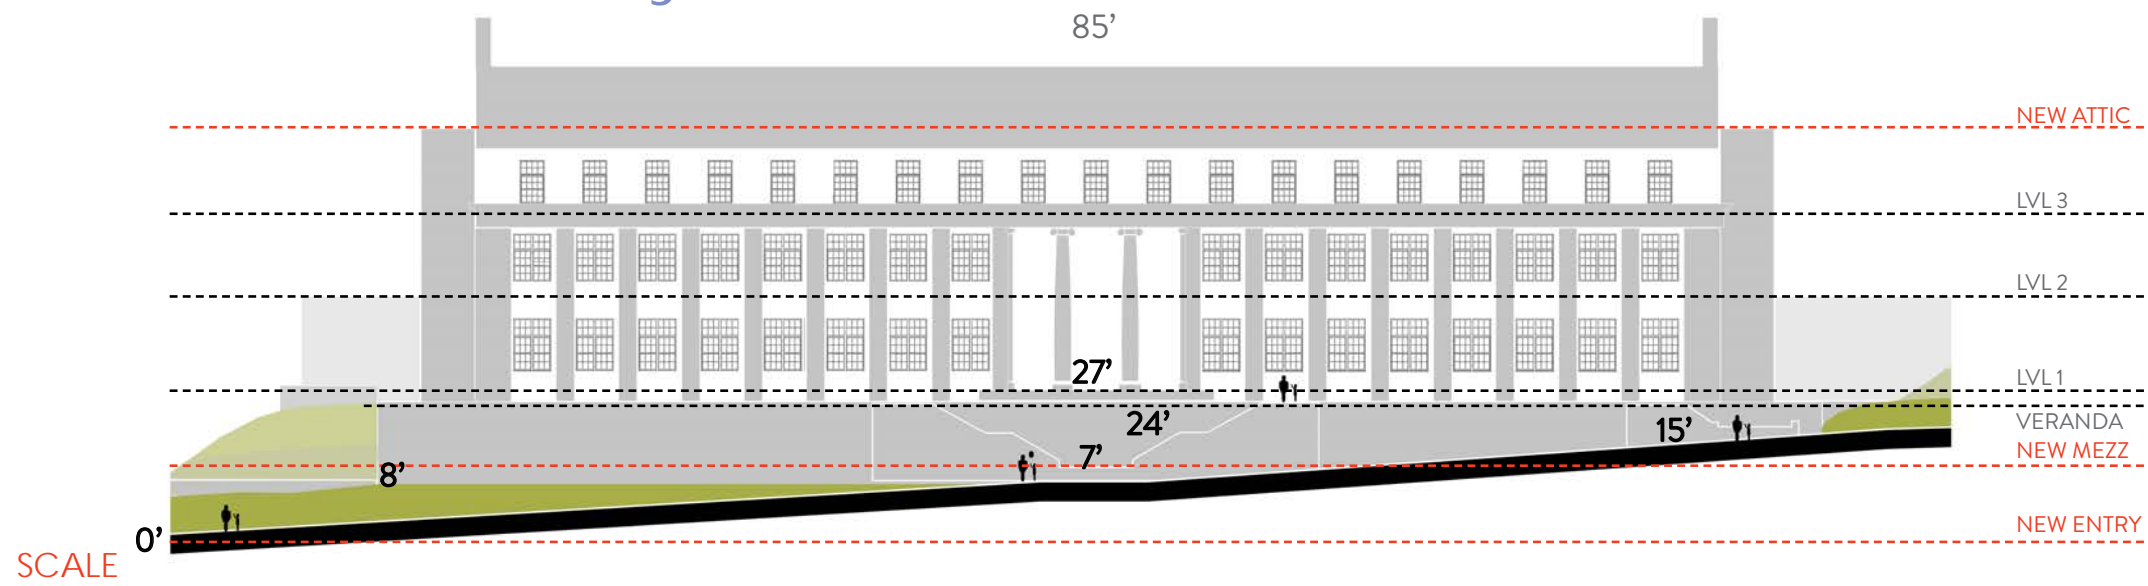 85’
NEW ATTIC
LVL 3
LVL 2
27’
LVL 1
24’
VERANDA
15’
7’
NEW MEZZ
8’
NEW ENTRY
0’
SCALE